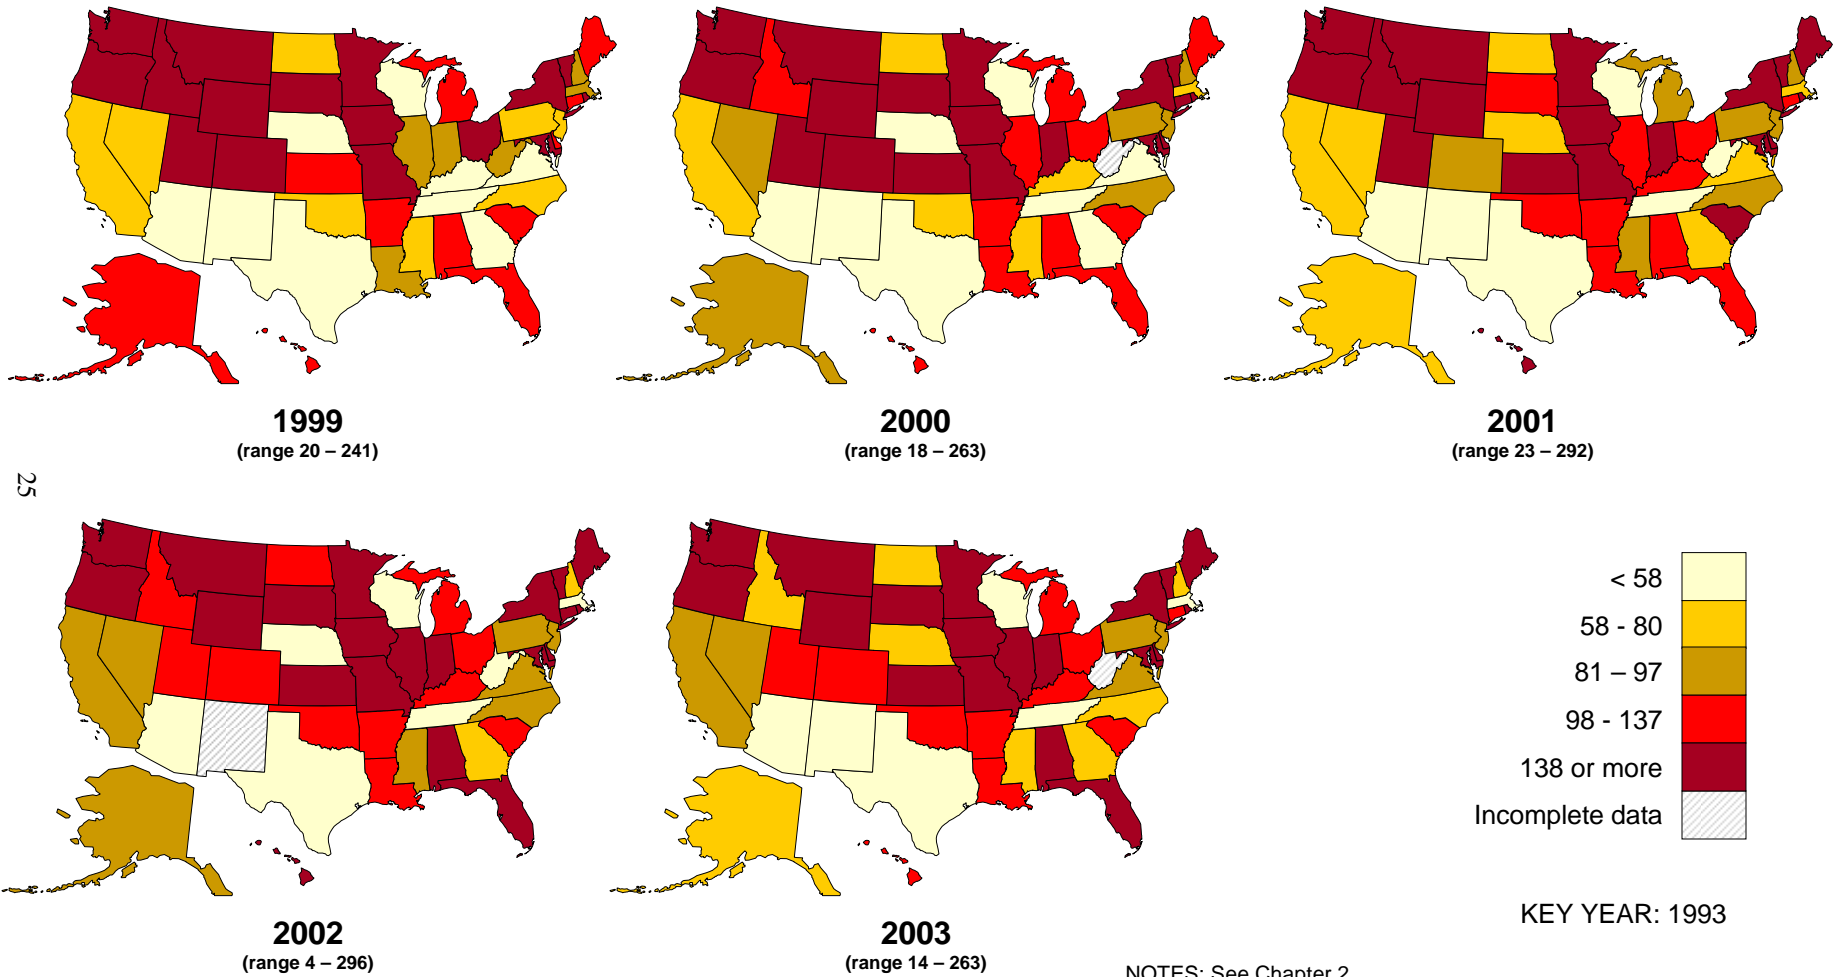 1999
(range 20 – 241)
2000
(range 18 – 263)
2001
(range 23 – 292)
25
2002
(range 4 – 296)
2003
(range 14 – 263)
< 58
58 - 80
81 – 97
98 - 137
138 or more
Incomplete data
KEY YEAR: 1993
NOTES: See Chapter 2